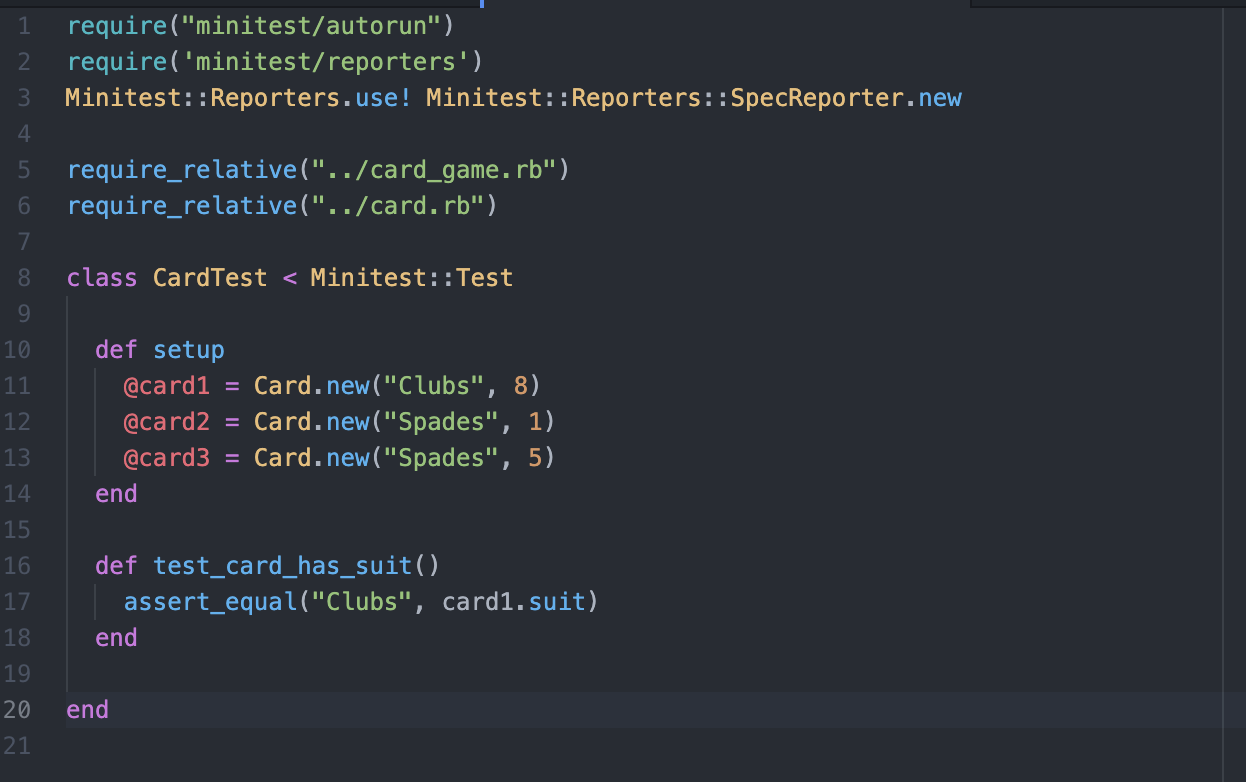 1 require("minitest/autorun")
2 require('minitest/reporters')
3 Minitest::Reporters.use! Minitest::Reporters::SpecReporter.new
4
5 require_relative("../card_game.rb")
6 require_relative("../card.rb")
7
8 class CardTest < Minitest::Test
9
10   def setup
11     @card1 = Card.new("Clubs", 8)
12     @card2 = Card.new("Spades", 1)
13     @card3 = Card.new("Spades", 5)
14   end
15
16   def test_card_has_suit()
17     assert_equal("Clubs", card1.suit)
18   end
19
20 end
21